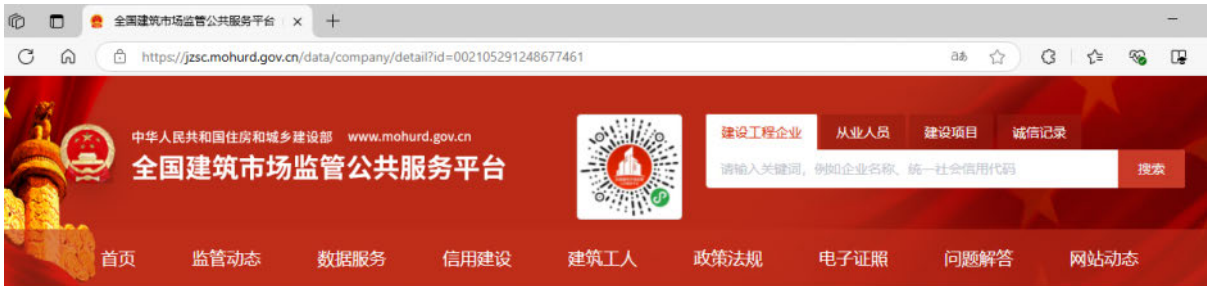 全国建筑市场监管公共服务平台
https://jzsc.mohurd.gov.cn/data/company/detail?id=002105291248677461
aあ
中华人民共和国住房和城乡建设部 www.mohurd.gov.cn
全国建筑市场监管公共服务平台
建设工程企业 从业人员 建设项目 诚信记录
请输入关键词，例如企业名称、统一社会信用代码 搜索
首页 监管动态 数据服务 信用建设 建筑工人 政策法规 电子证照 问题解答 网站动态